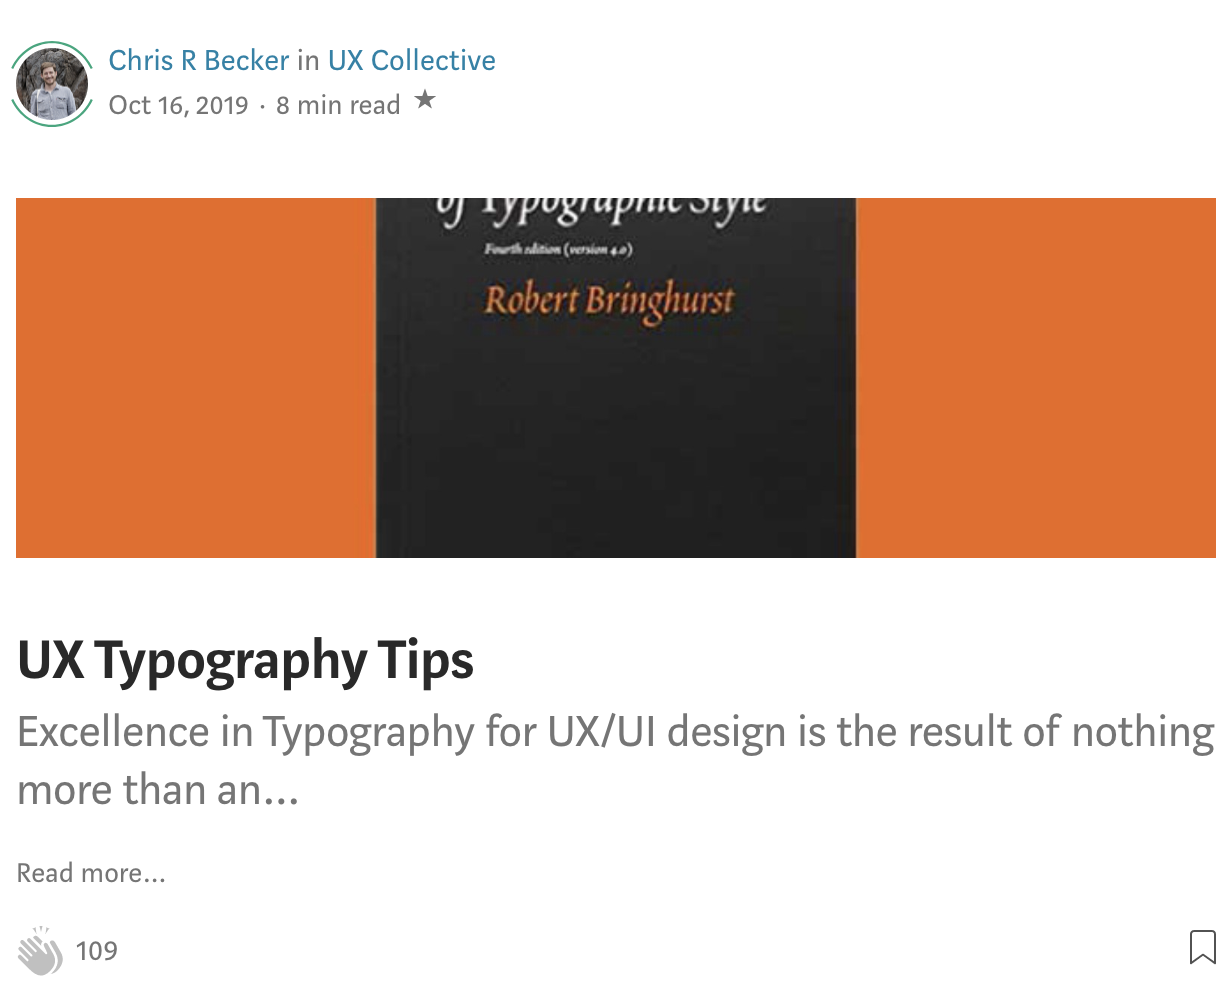 Chris R Becker in UX Collective
Oct 16, 2019 · 8 min read ★
of Typographic Style
Fourth edition (version 4.0)
Robert Bringhurst
UX Typography Tips
Excellence in Typography for UX/UI design is the result of nothing
more than an...
Read more...
109